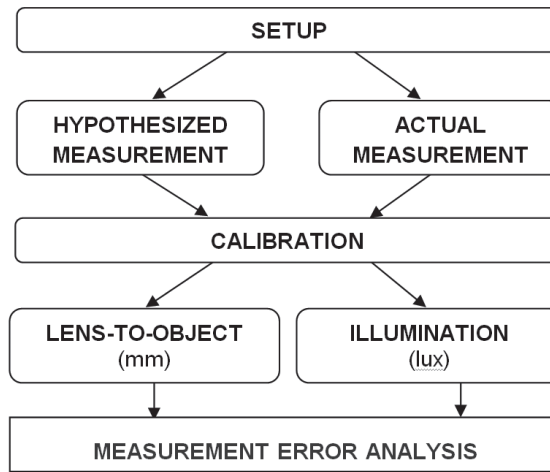 SETUP
HYPOTHESIZED
MEASUREMENT
ACTUAL
MEASUREMENT
CALIBRATION
LENS-TO-OBJECT
(mm)
ILLUMINATION
(lux)
MEASUREMENT ERROR ANALYSIS